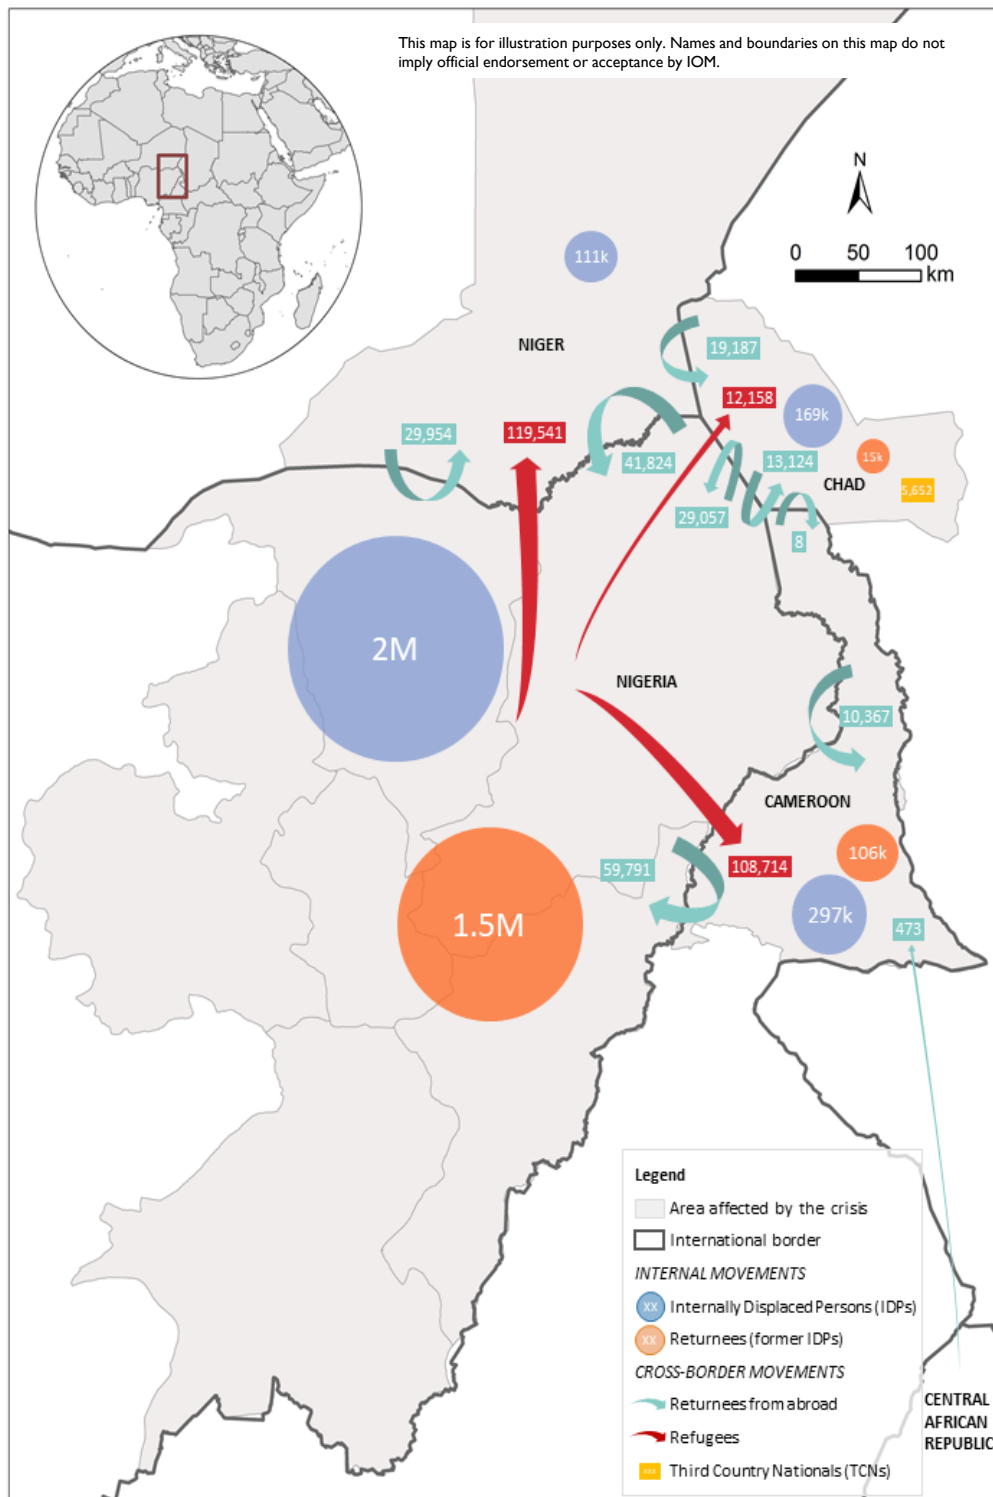 This map is for illustration purposes only. Names and boundaries on this map do not
imply official endorsement or acceptance by IOM.
N
0 50 100
km
111k
NIGER
19,187
12,158
169k
29,954
119,541
41,824
13,124
15k
CHAD
5,652
29,057
8
2M
NIGERIA
10,367
CAMEROON
106k
59,791
108,714
297k
1.5M
473
Legend
Area affected by the crisis
International border
INTERNAL MOVEMENTS
xx Internally Displaced Persons (IDPs)
xx Returnees (former IDPs)
CROSS-BORDER MOVEMENTS
Returnees from abroad
Refugees
xxx Third Country Nationals (TCNs)
CENTRAL
AFRICAN
REPUBLIC